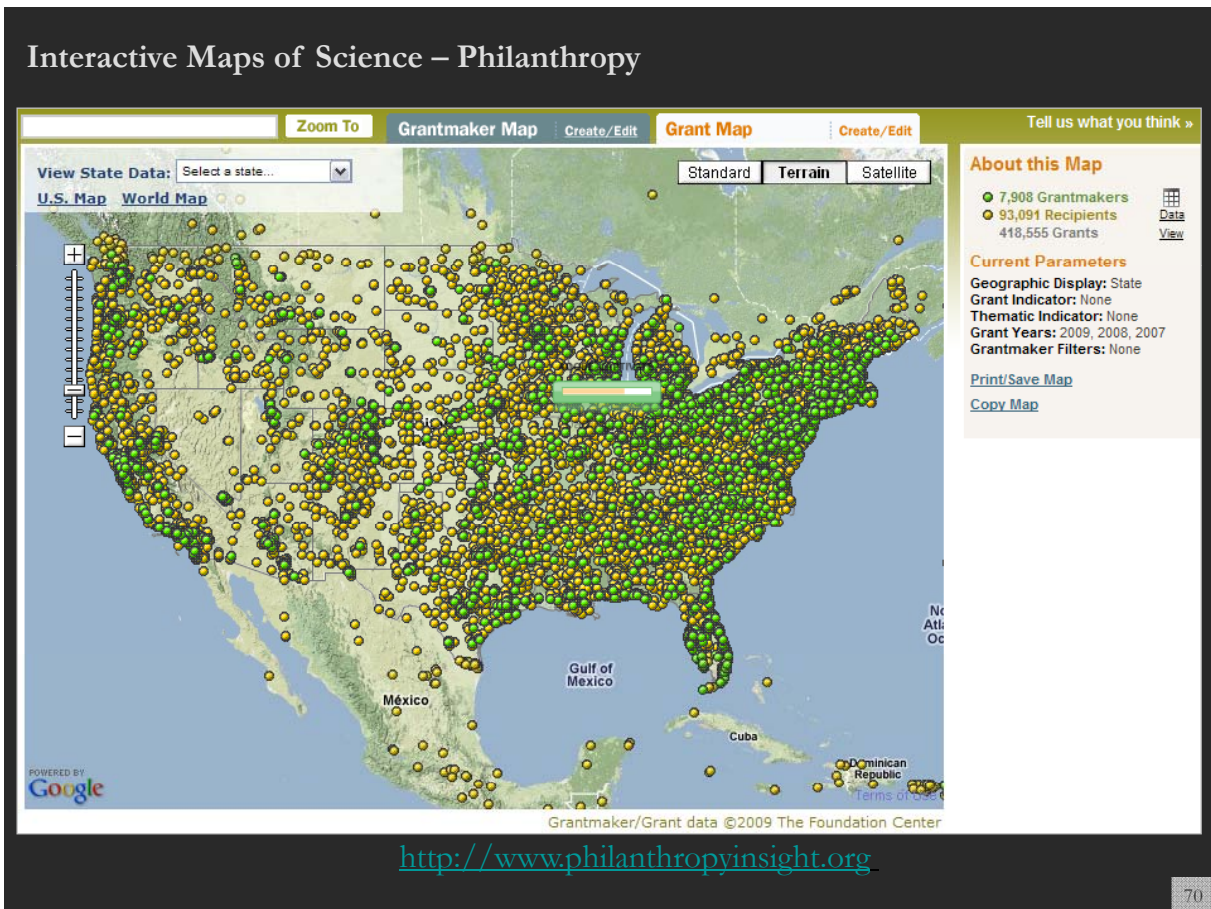 Interactive Maps of Science – Philanthropy
Zoom To
Grantmaker Map Create/Edit
Grant Map Create/Edit
Tell us what you think »
View State Data: Select a state...
U.S. Map World Map
Standard Terrain Satellite
About this Map
7,908 Grantmakers
93,091 Recipients
418,555 Grants
Data
View
Current Parameters
Geographic Display: State
Grant Indicator: None
Thematic Indicator: None
Grant Years: 2009, 2008, 2007
Grantmaker Filters: None
Print/Save Map
Copy Map
Gulf of
Mexico
México
Cuba
Dominican
Republic
POWERED BY
Google
Terms of Use
Grantmaker/Grant data ©2009 The Foundation Center
http://www.philanthropyinsight.org
70